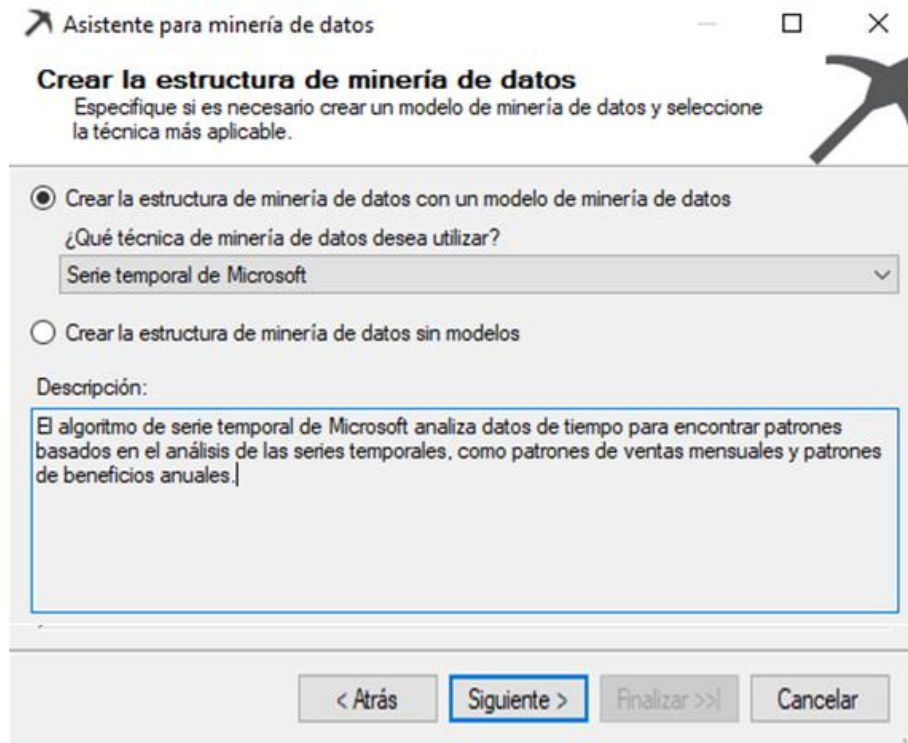 Asistente para minería de datos
Crear la estructura de minería de datos
Especifique si es necesario crear un modelo de minería de datos y seleccione
la técnica más aplicable.
Crear la estructura de minería de datos con un modelo de minería de datos
¿Qué técnica de minería de datos desea utilizar?
Serie temporal de Microsoft
Crear la estructura de minería de datos sin modelos
Descripción:
El algoritmo de serie temporal de Microsoft analiza datos de tiempo para encontrar patrones
basados en el análisis de las series temporales, como patrones de ventas mensuales y patrones
de beneficios anuales.
< Atrás Siguiente > Finalizar >>| Cancelar